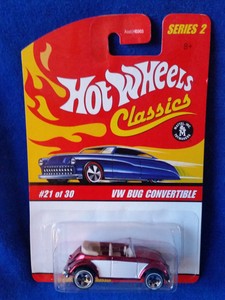 SERIES 2
HOT WHEELS
Classics
#21 of 30
VW BUG CONVERTIBLE